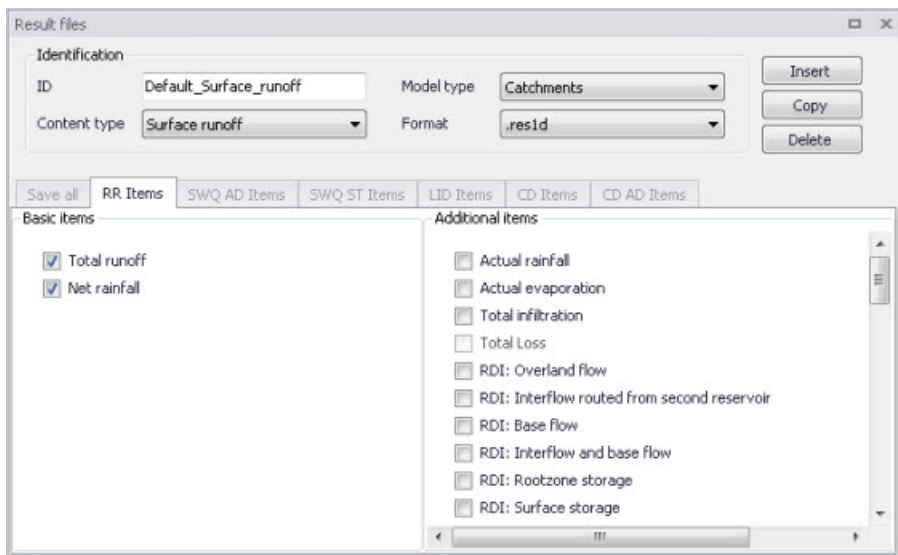 Result files
Identification
ID Default_Surface_runoff Model type Catchments
Content type Surface runoff Format .res1d
Insert
Copy
Delete
Save all RR Items SWQ AD Items SWQ ST Items LID Items CD Items CD AD Items
Basic items
Total runoff
Net rainfall
Additional items
Actual rainfall
Actual evaporation
Total infiltration
Total Loss
RDI: Overland flow
RDI: Interflow routed from second reservoir
RDI: Base flow
RDI: Interflow and base flow
RDI: Rootzone storage
RDI: Surface storage